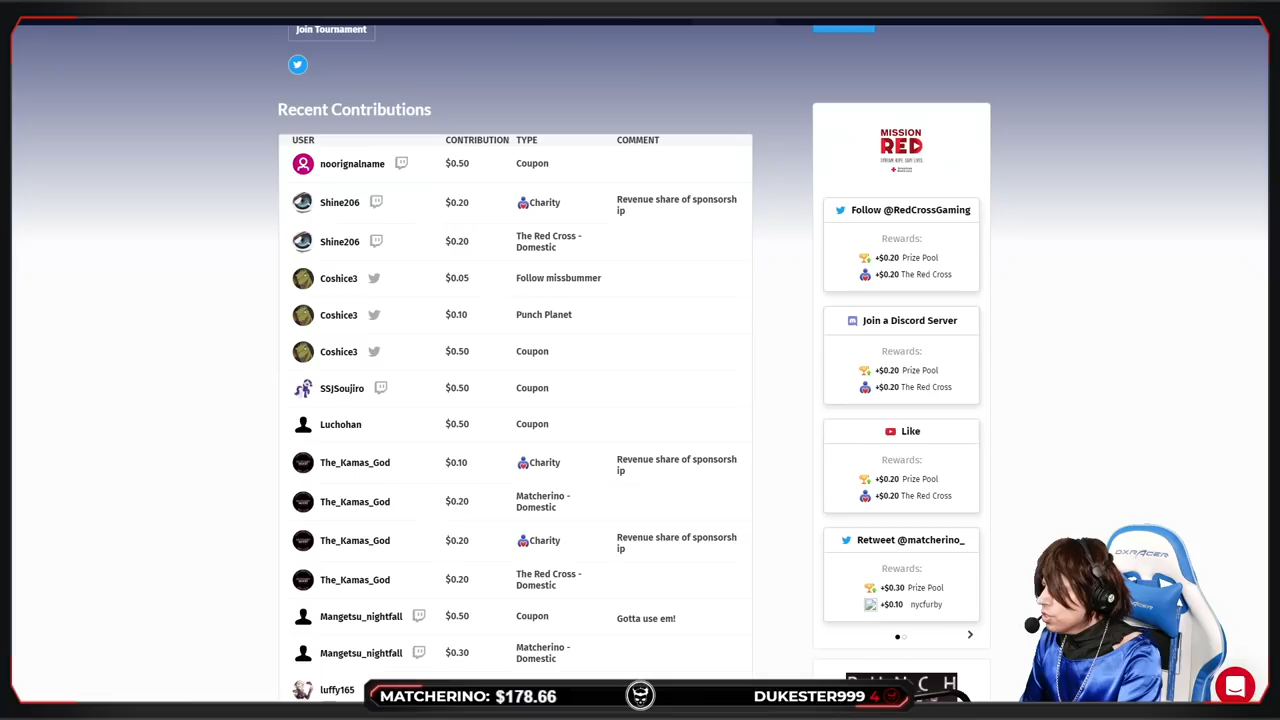 Join Tournament
Recent Contributions
USER CONTRIBUTION TYPE COMMENT
noorignalname $0.50 Coupon
Shine206 $0.20 Charity Revenue share of sponsorsh
ip
Shine206 $0.20 The Red Cross -
Domestic
Coshice3 $0.05 Follow missbummer
Coshice3 $0.10 Punch Planet
Coshice3 $0.50 Coupon
SSJSoujiro $0.50 Coupon
Luchohan $0.50 Coupon
The_Kamas_God $0.10 Charity Revenue share of sponsorsh
ip
The_Kamas_God $0.20 Matcherino -
Domestic
The_Kamas_God $0.20 Charity Revenue share of sponsorsh
ip
The_Kamas_God $0.20 The Red Cross -
Domestic
Mangetsu_nightfall $0.50 Coupon Gotta use em!
Mangetsu_nightfall $0.30 Matcherino -
Domestic
luffy165
MISSION
RED
Follow @RedCrossGaming
Rewards:
+$0.20 Prize Pool
+$0.20 The Red Cross
Join a Discord Server
Rewards:
+$0.20 Prize Pool
+$0.20 The Red Cross
Like
Rewards:
+$0.20 Prize Pool
+$0.20 The Red Cross
Retweet @matcherino_
Rewards:
+$0.30 Prize Pool
+$0.10 nycfurby
PUNCH
DXRACER
MATCHERINO: $178.66
DUKESTER999 4